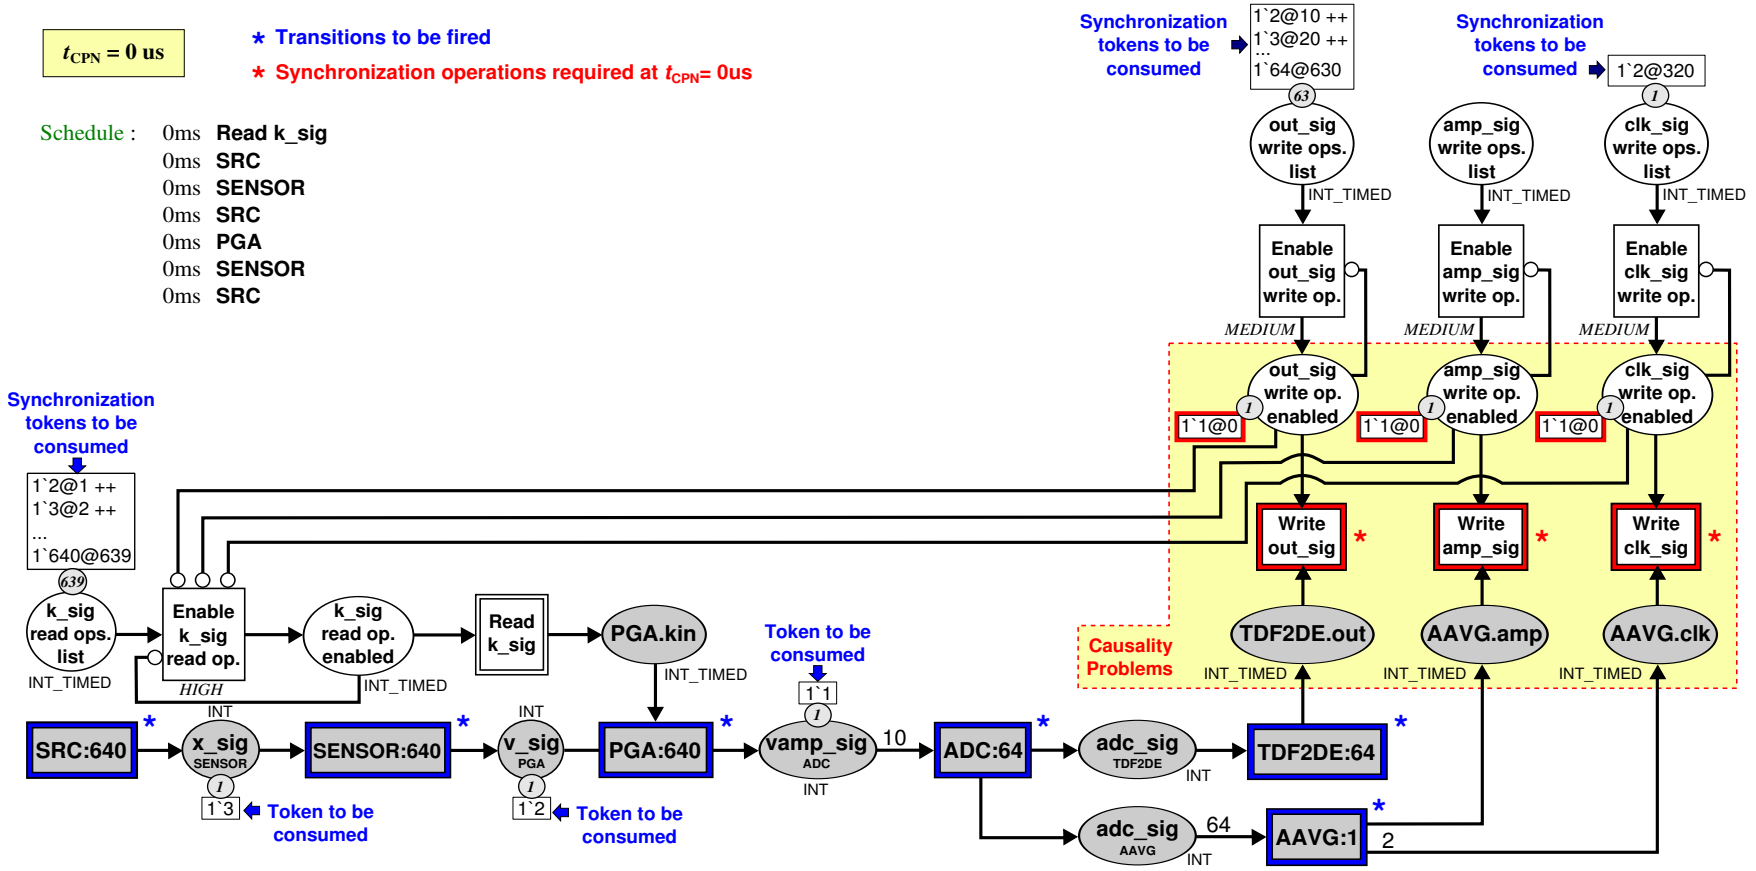 t_CPN = 0 us
* Transitions to be fired
* Synchronization operations required at t_CPN= 0us
Schedule :
0ms Read k_sig
0ms SRC
0ms SENSOR
0ms SRC
0ms PGA
0ms SENSOR
0ms SRC
Synchronization
tokens to be
consumed
1`2@10 ++
1`3@20 ++
...
1`64@630
63
out_sig
write ops.
list
INT_TIMED
amp_sig
write ops.
list
INT_TIMED
Synchronization
tokens to be
consumed
1`2@320
1
clk_sig
write ops.
list
INT_TIMED
Enable
out_sig
write op.
MEDIUM
Enable
amp_sig
write op.
MEDIUM
Enable
clk_sig
write op.
MEDIUM
out_sig
write op.
enabled
1
1`1@0
amp_sig
write op.
enabled
1
1`1@0
clk_sig
write op.
enabled
1
1`1@0
Write
out_sig
*
Write
amp_sig
*
Write
clk_sig
*
Causality
Problems
TDF2DE.out
INT_TIMED
AAVG.amp
INT_TIMED
AAVG.clk
INT_TIMED
Synchronization
tokens to be
consumed
1`2@1 ++
1`3@2 ++
...
1`640@639
639
k_sig
read ops.
list
INT_TIMED
Enable
k_sig
read op.
HIGH
k_sig
read op.
enabled
INT_TIMED
Read
k_sig
PGA.kin
INT_TIMED
Token to be
consumed
1`1
1
SRC:640
*
INT
x_sig
SENSOR
1
1`3
Token to be
consumed
SENSOR:640
*
INT
v_sig
PGA
1
1`2
Token to be
consumed
PGA:640
*
vamp_sig
ADC
INT
10
ADC:64
*
adc_sig
TDF2DE
INT
TDF2DE:64
*
adc_sig
AAVG
INT
64
AAVG:1
*
2